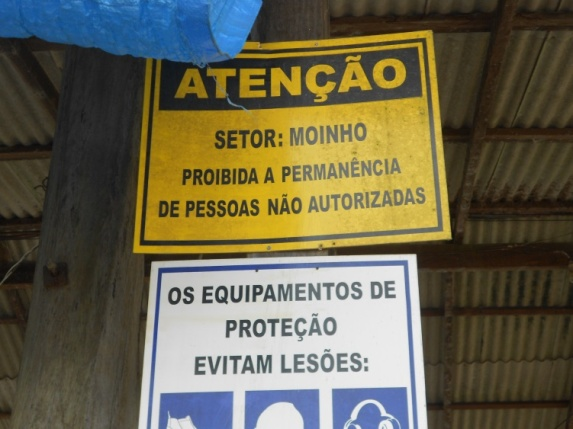 ATENÇÃO
SETOR: MOINHO
PROIBIDA A PERMANÊNCIA
DE PESSOAS NÃO AUTORIZADAS
OS EQUIPAMENTOS DE
PROTEÇÃO
EVITAM LESÕES: